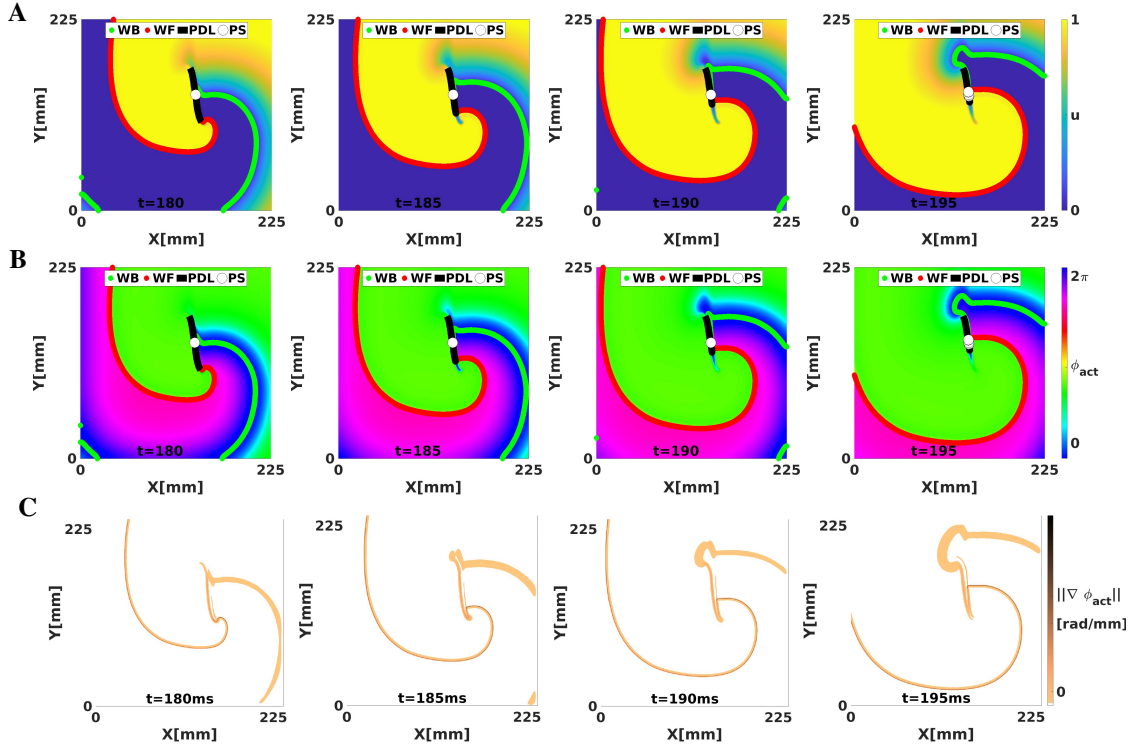 A
225 WB WF PDL PS 225 WB WF PDL PS 225 WB WF PDL PS 225 WB WF PDL PS 1
Y[mm] Y[mm] Y[mm] Y[mm] u
0 t=180 0 t=185 0 t=190 0 t=195 0
0 225 0 225 0 225 0 225
X[mm] X[mm] X[mm] X[mm]
B
225 WB WF PDL PS 225 WB WF PDL PS 225 WB WF PDL PS 225 WB WF PDL PS 2π
Y[mm] Y[mm] Y[mm] Y[mm] ϕact
0 t=180 0 t=185 0 t=190 0 t=195 0
0 225 0 225 0 225 0 225
X[mm] X[mm] X[mm] X[mm]
C
225 225 225 225
Y[mm] Y[mm] Y[mm] Y[mm] ||∇ ϕact||
[rad/mm]
0 t=180ms 0 t=185ms 0 t=190ms 0 t=195ms 0
0 225 0 225 0 225 0 225
X[mm] X[mm] X[mm] X[mm]